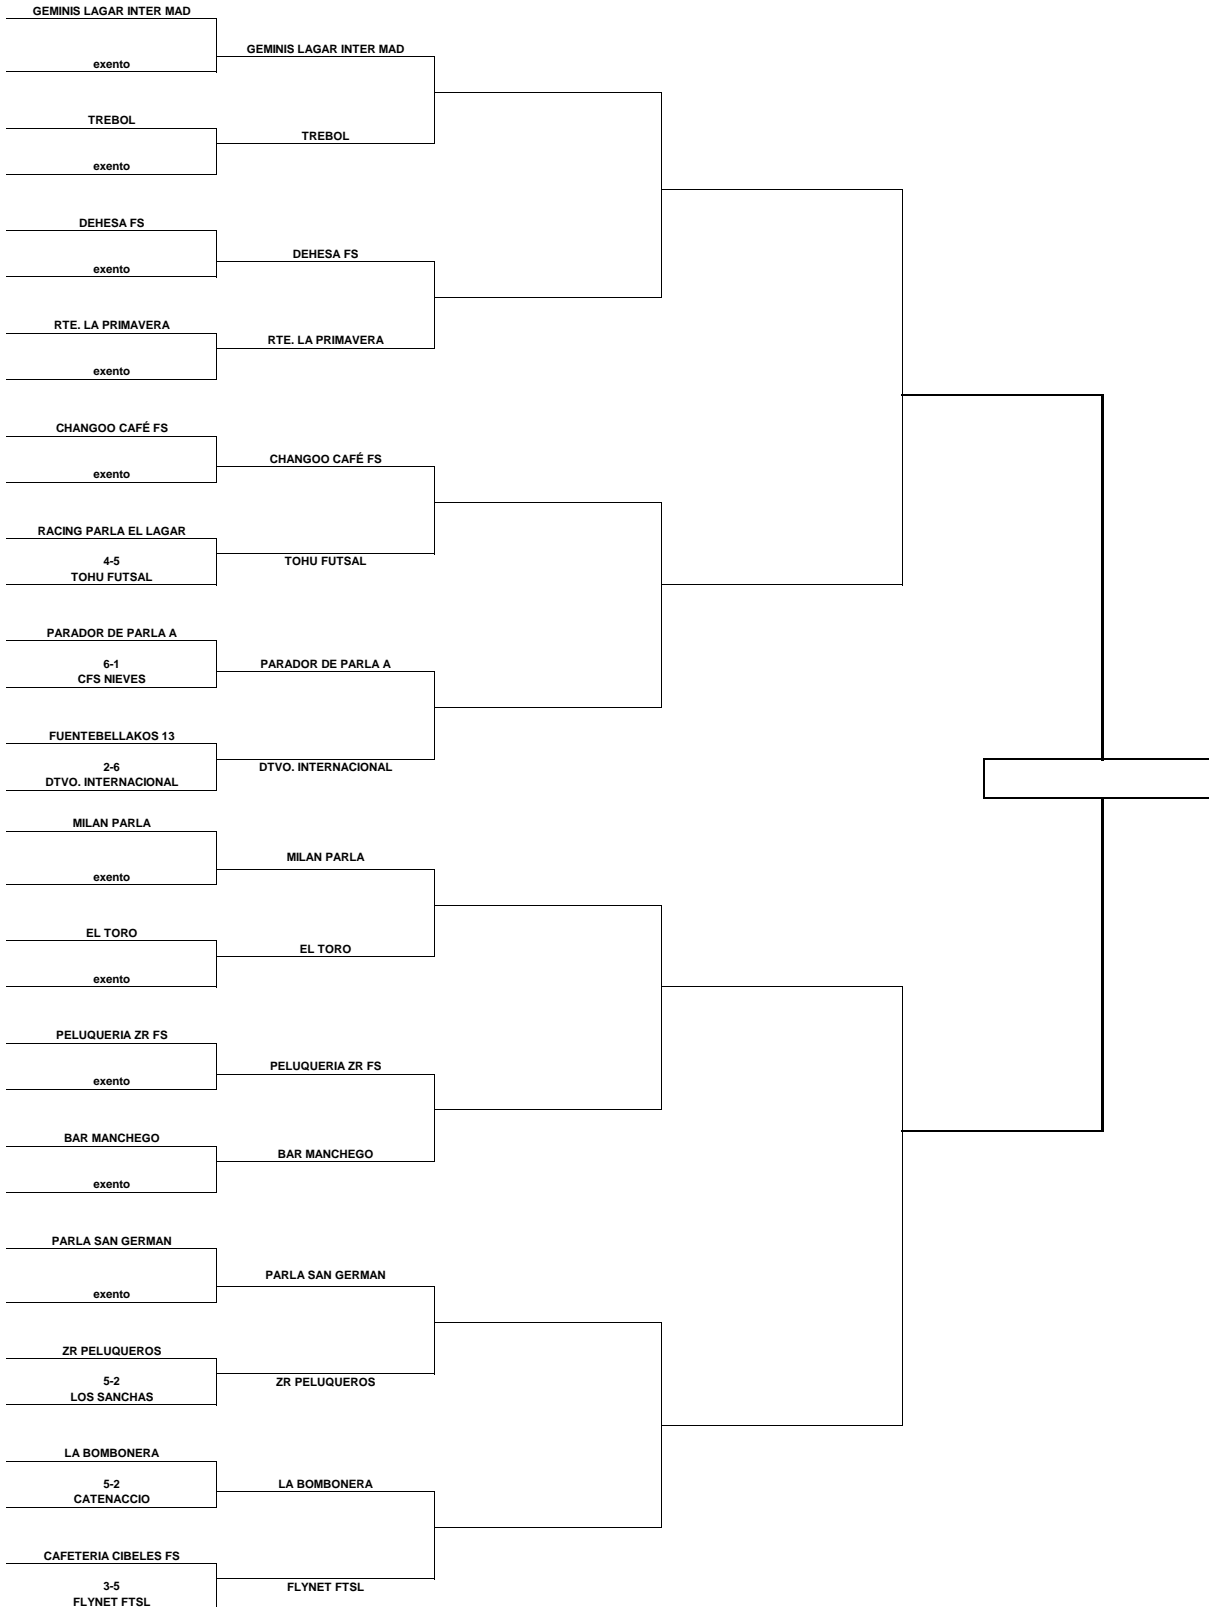 GEMINIS LAGAR INTER MAD
GEMINIS LAGAR INTER MAD
exento
TREBOL
TREBOL
exento
DEHESA FS
DEHESA FS
exento
RTE. LA PRIMAVERA
RTE. LA PRIMAVERA
exento
CHANGOO CAFÉ FS
CHANGOO CAFÉ FS
exento
RACING PARLA EL LAGAR
4-5
TOHU FUTSAL
TOHU FUTSAL
PARADOR DE PARLA A
6-1
PARADOR DE PARLA A
CFS NIEVES
FUENTEBELLAKOS 13
2-6
DTVO. INTERNACIONAL
DTVO. INTERNACIONAL
MILAN PARLA
MILAN PARLA
exento
EL TORO
EL TORO
exento
PELUQUERIA ZR FS
PELUQUERIA ZR FS
exento
BAR MANCHEGO
BAR MANCHEGO
exento
PARLA SAN GERMAN
PARLA SAN GERMAN
exento
ZR PELUQUEROS
5-2
ZR PELUQUEROS
LOS SANCHAS
LA BOMBONERA
5-2
LA BOMBONERA
CATENACCIO
CAFETERIA CIBELES FS
3-5
FLYNET FTSL
FLYNET FTSL